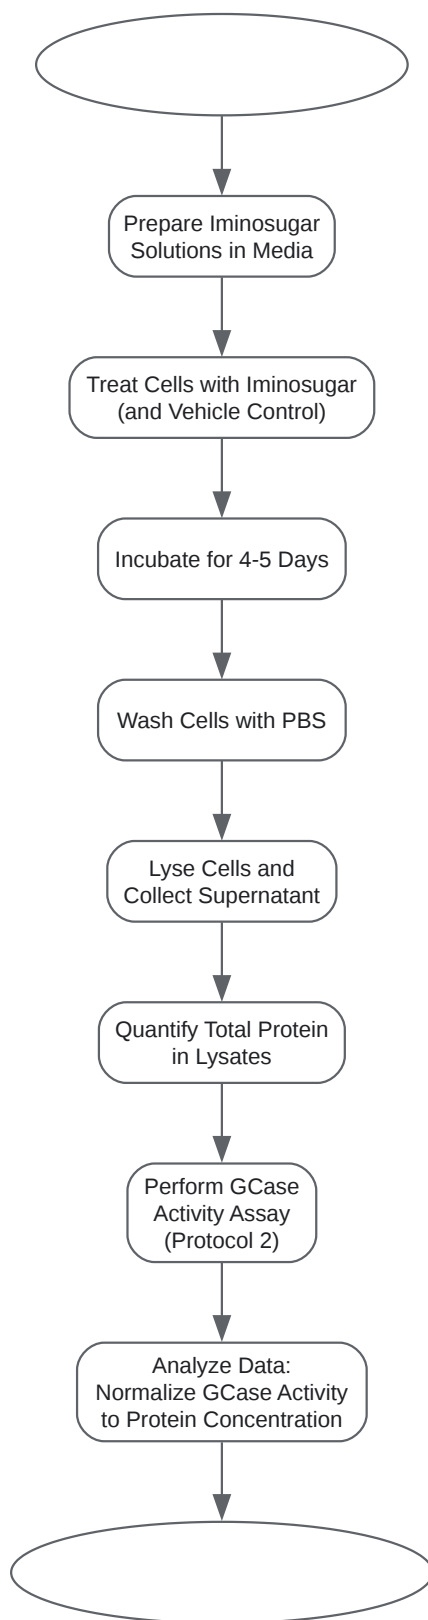 Prepare Iminosugar
Solutions in Media
Treat Cells with Iminosugar
(and Vehicle Control)
Incubate for 4-5 Days
Wash Cells with PBS
Lyse Cells and
Collect Supernatant
Quantify Total Protein
in Lysates
Perform GCase
Activity Assay
(Protocol 2)
Analyze Data:
Normalize GCase Activity
to Protein Concentration